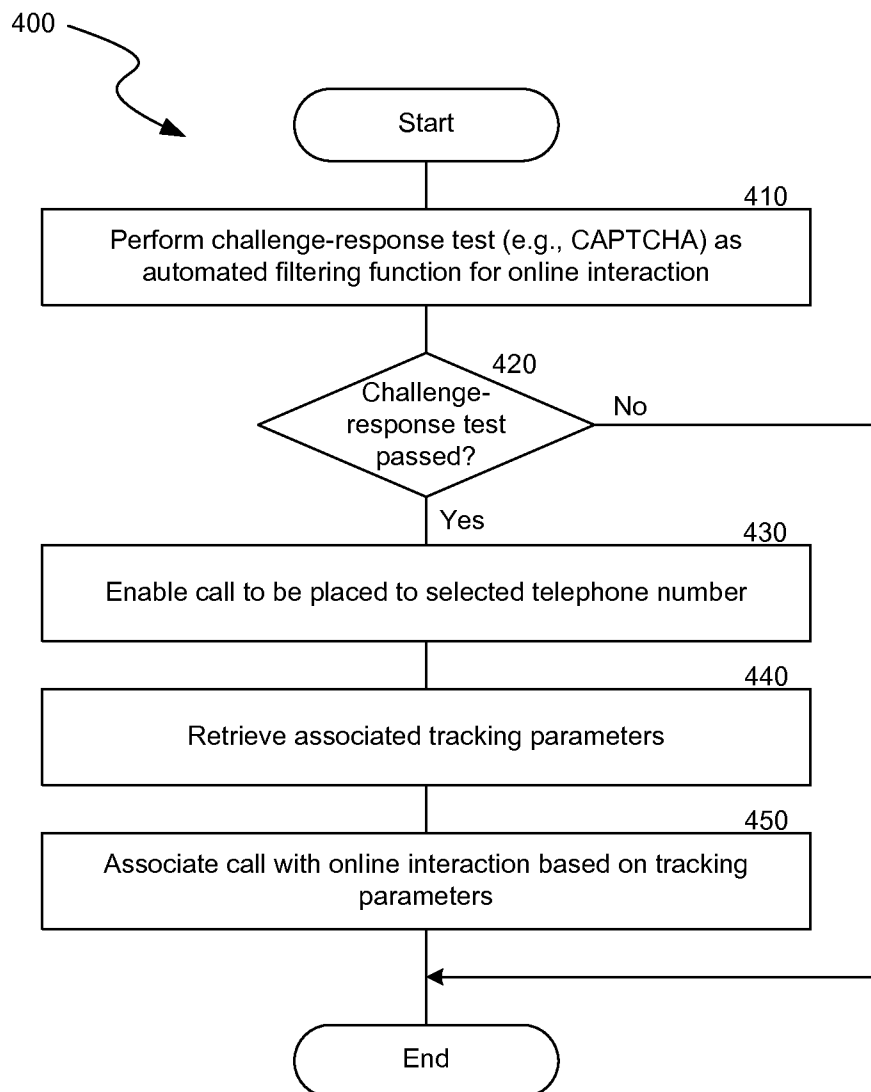 400
Start
410
Perform challenge-response test (e.g., CAPTCHA) as
automated filtering function for online interaction
420
Challenge-
response test
passed?
No
Yes
430
Enable call to be placed to selected telephone number
440
Retrieve associated tracking parameters
450
Associate call with online interaction based on tracking
parameters
End